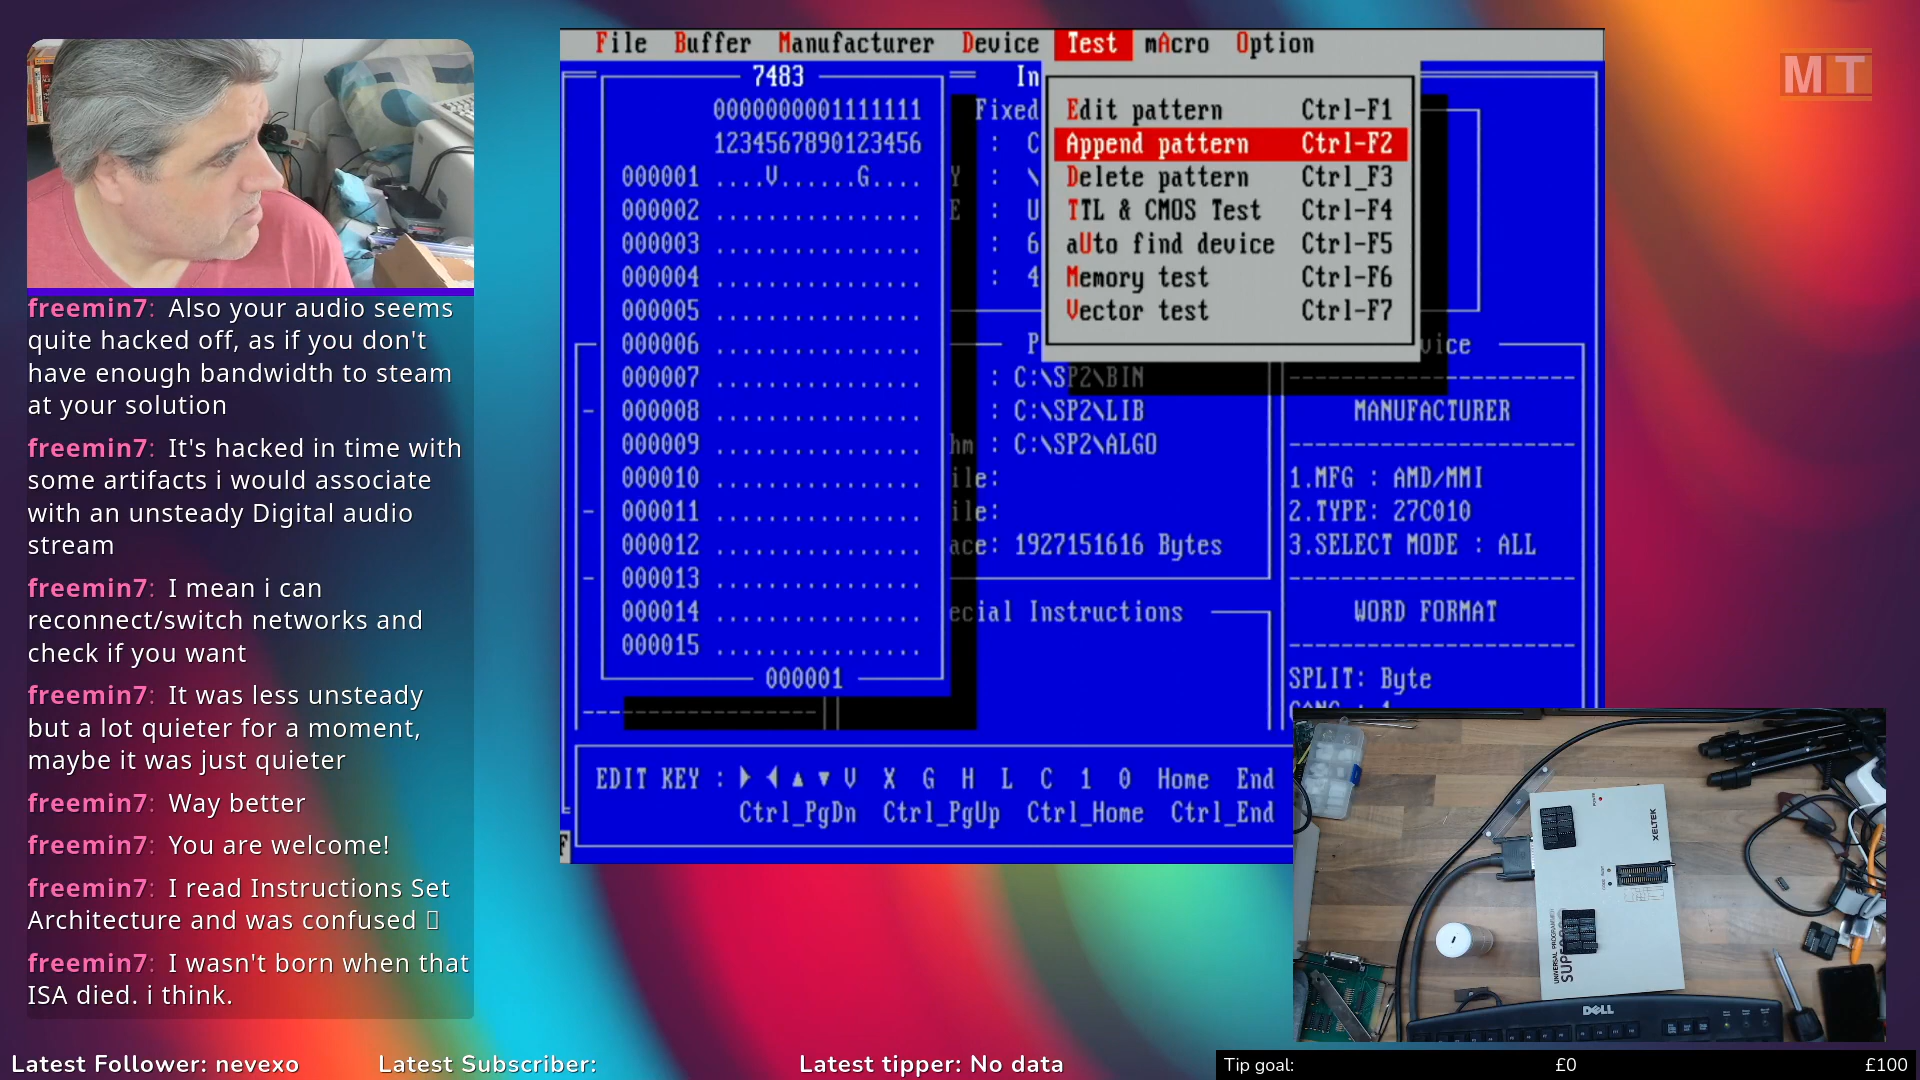 File Buffer Manufacturer Device Test mAcro Option
MT
7483
In
0000000001111111
Fixed
1234567890123456
: C
000001 ....V......G....
Y : \
000002 ................
E : U
000003 ................
: 6
000004 ................
: 4
000005 ................
000006 ................
P
vice
000007 ................
: C:\SP2\BIN
000008 ................
: C:\SP2\LIB
000009 ................
hm : C:\SP2\ALGO
000010 ................
ile:
000011 ................
ile:
000012 ................
ace: 1927151616 Bytes
000013 ................
000014 ................
ecial Instructions
000015 ................
000001
Edit pattern Ctrl-F1
Append pattern Ctrl-F2
Delete pattern Ctrl_F3
TTL & CMOS Test Ctrl-F4
aUto find device Ctrl-F5
Memory test Ctrl-F6
Vector test Ctrl-F7
MANUFACTURER
1.MFG : AMD/MMI
2.TYPE: 27C010
3.SELECT MODE : ALL
WORD FORMAT
SPLIT: Byte
EDIT KEY : ► ◄ ▲ ▼ V X G H L C 1 0 Home End
Ctrl_PgDn Ctrl_PgUp Ctrl_Home Ctrl_End
F
freemin7: Also your audio seems
quite hacked off, as if you don't
have enough bandwidth to steam
at your solution
freemin7: It's hacked in time with
some artifacts i would associate
with an unsteady Digital audio
stream
freemin7: I mean i can
reconnect/switch networks and
check if you want
freemin7: It was less unsteady
but a lot quieter for a moment,
maybe it was just quieter
freemin7: Way better
freemin7: You are welcome!
freemin7: I read Instructions Set
Architecture and was confused
freemin7: I wasn't born when that
ISA died. i think.
XELTEK
UNIVERSAL PROGRAMMER
DELL
Latest Follower: nevexo
Latest Subscriber:
Latest tipper: No data
Tip goal: £0 £100